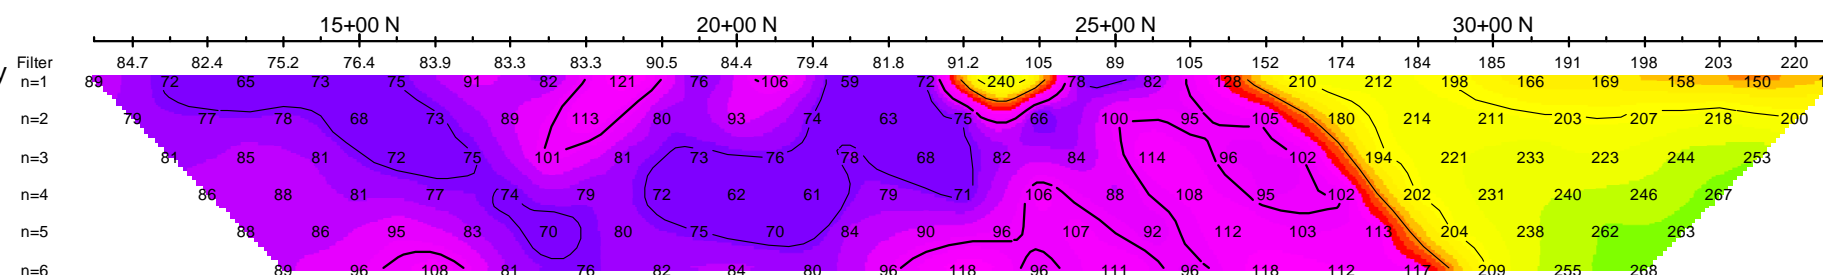 15+00 N 20+00 N 25+00 N 30+00 N
Filter 84.7 82.4 75.2 76.4 83.9 83.3 83.3 90.5 84.4 79.4 81.8 91.2 105 89 105 152 174 184 185 191 198 203 220
n=1 89 72 65 73 75 91 82 121 76 106 59 72 240 78 82 128 210 212 198 166 169 158 150
n=2 79 77 78 68 73 89 113 80 93 74 63 75 66 100 95 105 180 214 211 203 207 218 200
n=3 81 85 81 72 75 101 81 73 76 78 68 82 84 114 96 102 194 221 233 223 244 253
n=4 86 88 81 77 74 79 72 62 61 79 71 106 88 108 95 102 202 231 240 246 267
n=5 88 86 95 83 70 80 75 70 84 90 96 107 92 112 103 113 204 238 262 263
n=6 89 96 108 81 76 82 84 80 96 118 96 111 96 118 112 117 209 255 268